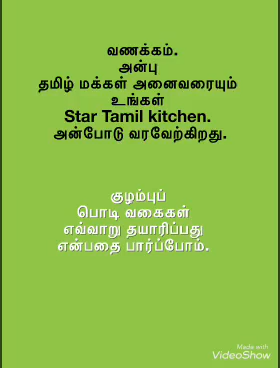 வணக்கம்.
அன்பு
தமிழ் மக்கள் அனைவரையும்
உங்கள்
Star Tamil kitchen.
அன்போடு வரவேற்கிறது.
குழம்புப்
பொடி வகைகள்
எவ்வாறு தயாரிப்பது
என்பதை பார்ப்போம்.
Made with
VideoShow